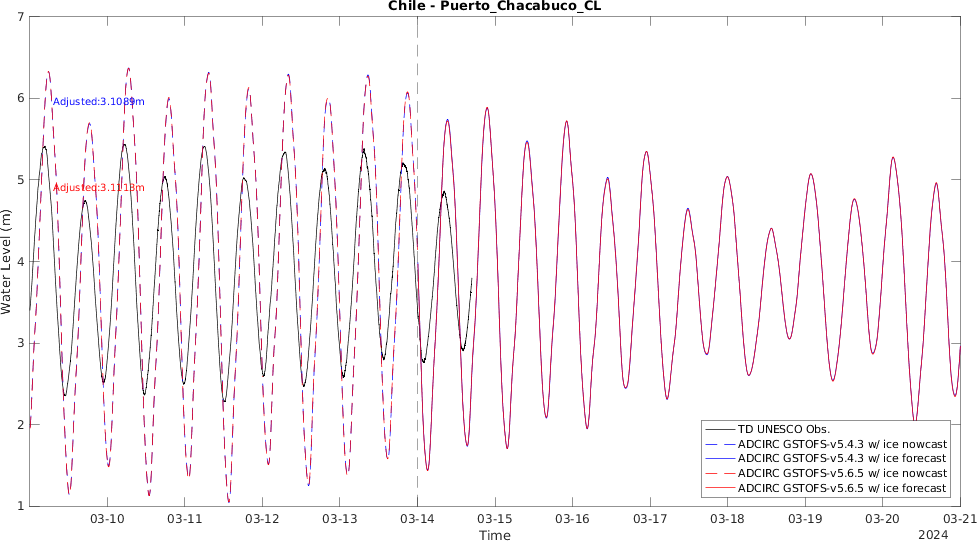 Chile - Puerto_Chacabuco_CL
7
6
5
4
3
2
1
Water Level (m)
Adjusted:3.1089m
Adjusted:3.1113m
TD UNESCO Obs.
ADCIRC GSTOFS-v5.4.3 w/ ice nowcast
ADCIRC GSTOFS-v5.4.3 w/ ice forecast
ADCIRC GSTOFS-v5.6.5 w/ ice nowcast
ADCIRC GSTOFS-v5.6.5 w/ ice forecast
03-10 03-11 03-12 03-13 03-14 03-15 03-16 03-17 03-18 03-19 03-20 03-21
Time
2024